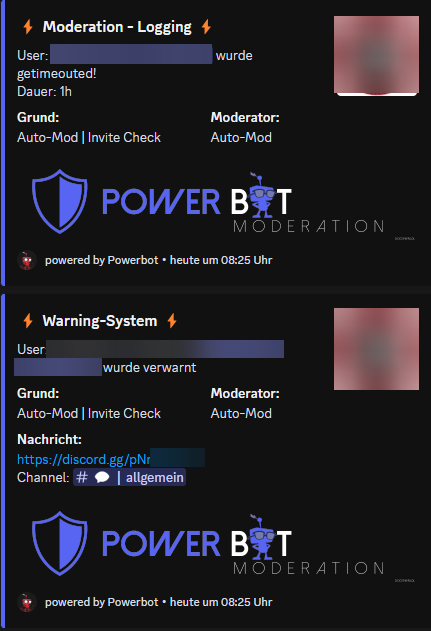 Moderation - Logging
User: wurde
getimeouted!
Dauer: 1h
Grund: Moderator:
Auto-Mod | Invite Check Auto-Mod
POWER BOT
MODERATION
powered by Powerbot • heute um 08:25 Uhr
Warning-System
User
wurde verwarnt
Grund: Moderator:
Auto-Mod | Invite Check Auto-Mod
Nachricht:
https://discord.gg/pNr
Channel: # 💬 | allgemein
POWER BOT
MODERATION
powered by Powerbot • heute um 08:25 Uhr